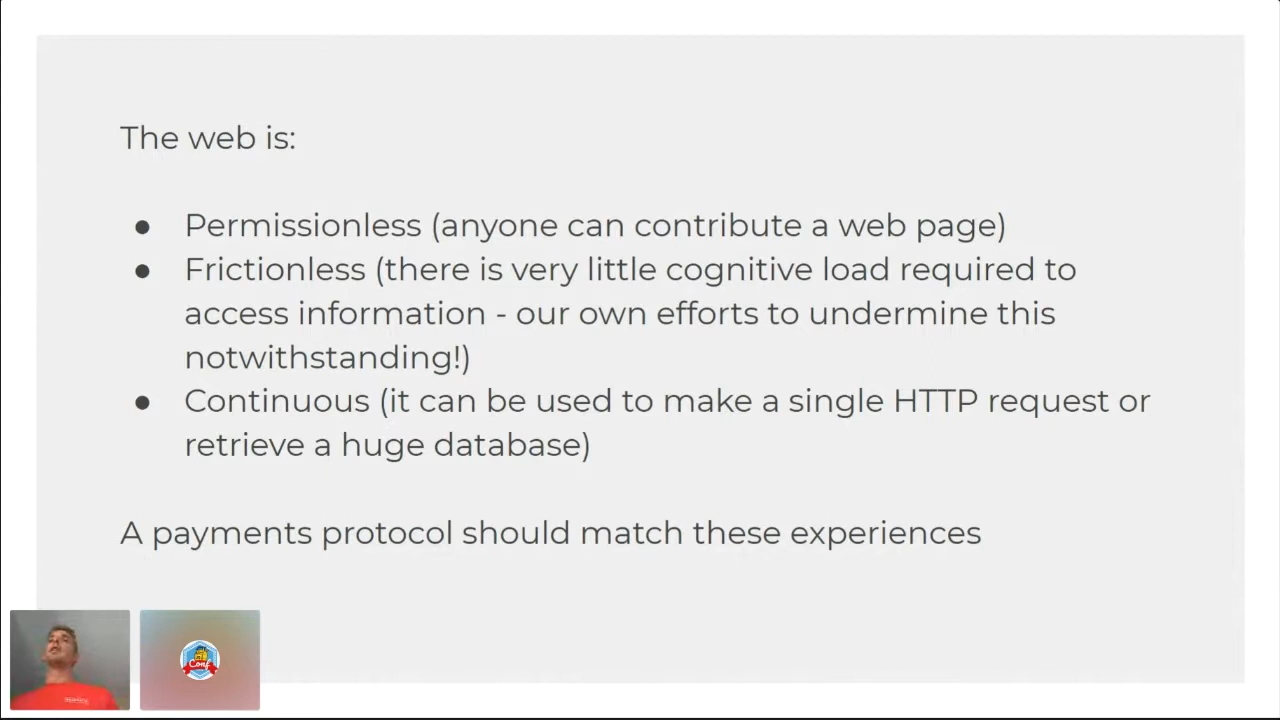 The web is:
● Permissionless (anyone can contribute a web page)
● Frictionless (there is very little cognitive load required to
access information - our own efforts to undermine this
notwithstanding!)
● Continuous (it can be used to make a single HTTP request or
retrieve a huge database)
A payments protocol should match these experiences
Conf